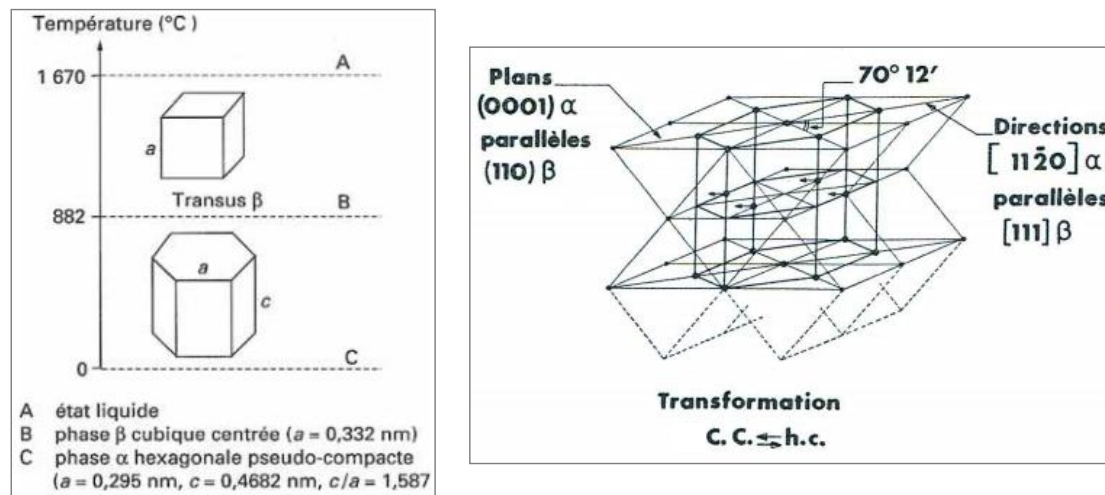 Température (°C)
A
1 670
a
Transus β
B
882
a
c
C
0
A état liquide
B phase β cubique centrée (a = 0,332 nm)
C phase α hexagonale pseudo-compacte
(a = 0,295 nm, c = 0,4682 nm, c/a = 1,587
Plans
(0001) α
parallèles
(110) β
70° 12′
Directions
[ 112̄0] α
parallèles
[111] β
Transformation
C. C. ⇆ h.c.